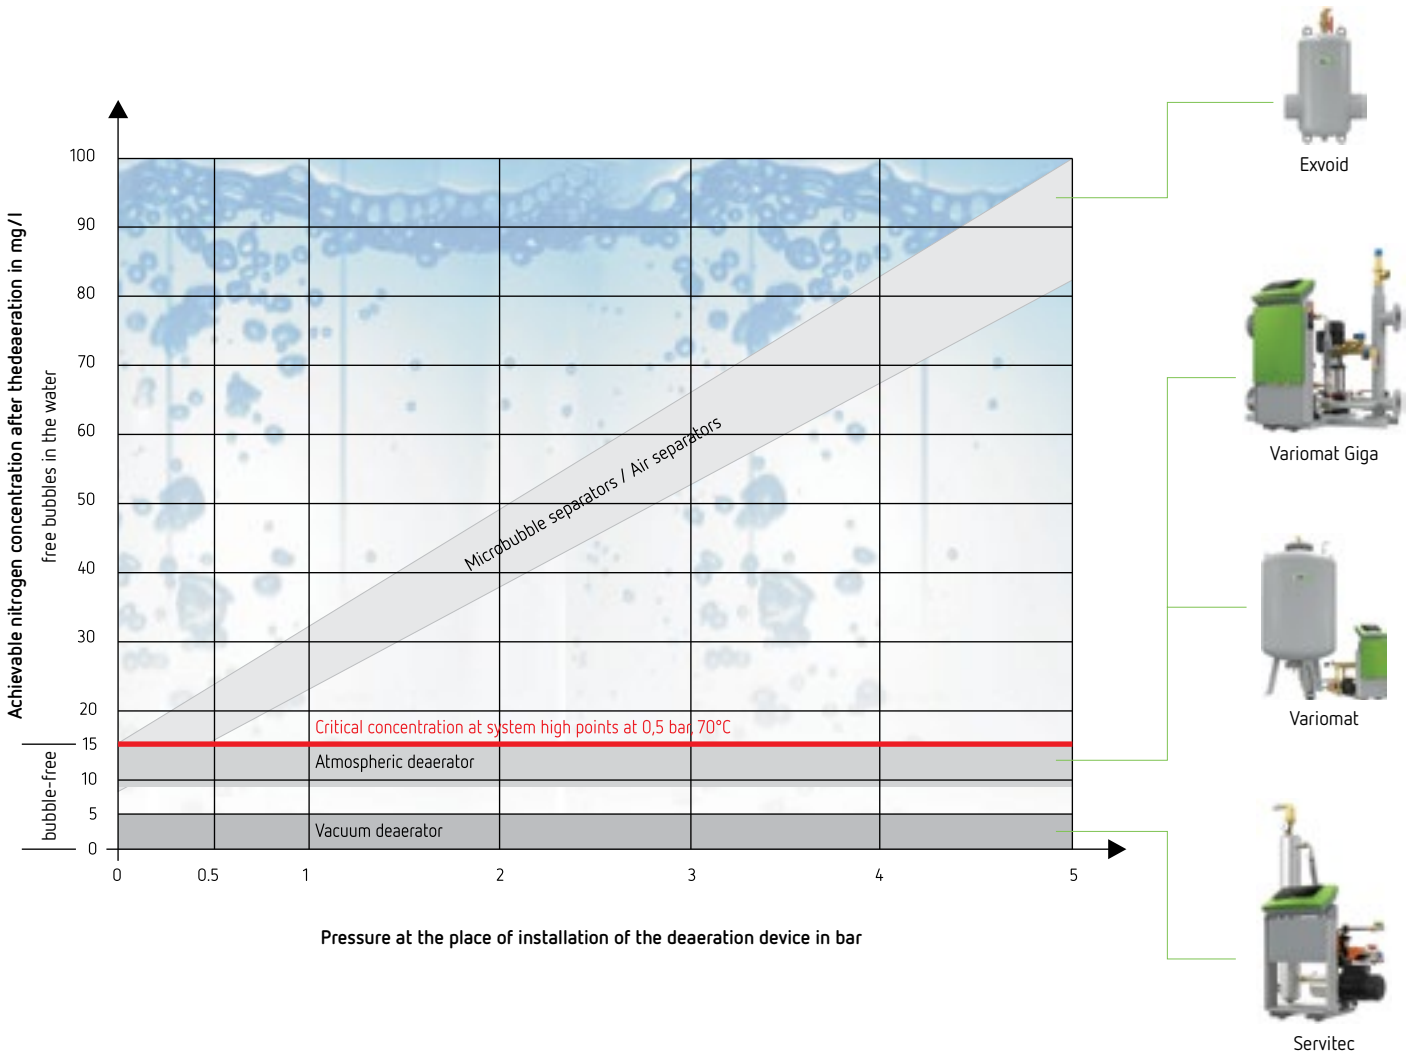 Achievable nitrogen concentration after thedeaeration in mg/l
free bubbles in the water
bubble-free
100
90
80
70
60
50
40
30
20
15
10
5
0
Microbubble separators / Air separators
Critical concentration at system high points at 0,5 bar, 70°C
Atmospheric deaerator
Vacuum deaerator
0
0.5
1
2
3
4
5
Pressure at the place of installation of the deaeration device in bar
Exvoid
Variomat Giga
Variomat
Servitec